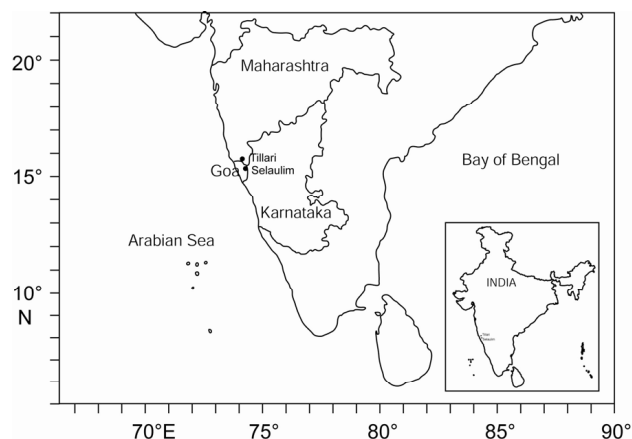 20°
Maharashtra
Tillari
15°
Goa
Selaulim
Bay of Bengal
Karnataka
Arabian Sea
INDIA
10°
N
70°E
75°
80°
85°
90°